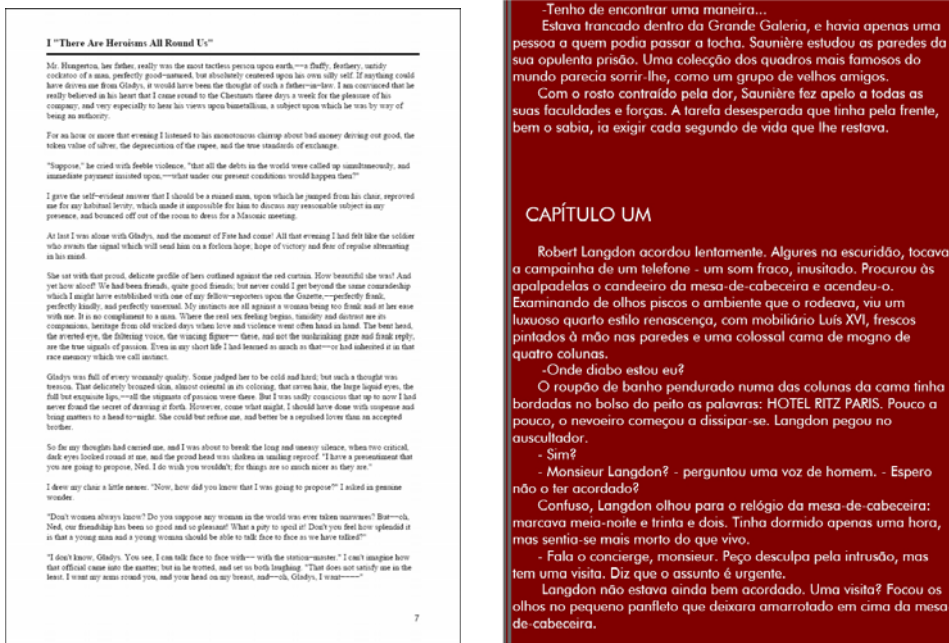 I "There Are Heroisms All Round Us"
Mr. Hungerton, her father, really was the most tactless person upon earth,--a fluffy, feathery, untidy
cockatoo of a man, perfectly good-natured, but absolutely centered upon his own silly self. If anything could
have driven me from Gladys, it would have been the thought of such a father-in-law. I am convinced that he
really believed in his heart that I came round to the Chestnuts three days a week for the pleasure of his
company, and very especially to hear his views upon bimetallism, a subject upon which he was by way of
being an authority.
For an hour or more that evening I listened to his monotonous chirrup about bad money driving out good, the
token value of silver, the depreciation of the rupee, and the true standards of exchange.
"Suppose," he cried with feeble violence, "that all the debts in the world were called up simultaneously, and
immediate payment insisted upon,--what under our present conditions would happen then?"
I gave the self-evident answer that I should be a ruined man, upon which he jumped from his chair, reproved
me for my habitual levity, which made it impossible for him to discuss any reasonable subject in my
presence, and bounced off out of the room to dress for a Masonic meeting.
At last I was alone with Gladys, and the moment of Fate had come! All that evening I had felt like the soldier
who awaits the signal which will send him on a forlorn hope; hope of victory and fear of repulse alternating
in his mind.
She sat with that proud, delicate profile of hers outlined against the red curtain. How beautiful she was! And
yet how aloof! We had been friends, quite good friends; but never could I get beyond the same comradeship
which I might have established with one of my fellow-reporters upon the Gazette,--perfectly frank,
perfectly kindly, and perfectly unsexual. My instincts are all against a woman being too frank and at her ease
with me. It is no compliment to a man. Where the real sex feeling begins, timidity and distrust are its
companions, heritage from old wicked days when love and violence went often hand in hand. The bent head,
the averted eye, the faltering voice, the wincing figure-- these, and not the unshrinking gaze and frank reply,
are the true signals of passion. Even in my short life I had learned as much as that--or had inherited it in that
race memory which we call instinct.
Gladys was full of every womanly quality. Some judged her to be cold and hard; but such a thought was
treason. That delicately bronzed skin, almost oriental in its coloring, that raven hair, the large liquid eyes, the
full but exquisite lips,--all the stigmata of passion were there. But I was sadly conscious that up to now I had
never found the secret of drawing it forth. However, come what might, I should have done with suspense and
bring matters to a head to-night. She could but refuse me, and better be a repulsed lover than an accepted
brother.
So far my thoughts had carried me, and I was about to break the long and uneasy silence, when two critical,
dark eyes looked round at me, and the proud head was shaken in smiling reproof. "I have a presentiment that
you are going to propose, Ned. I do wish you wouldn't; for things are so much nicer as they are."
I drew my chair a little nearer. "Now, how did you know that I was going to propose?" I asked in genuine
wonder.
"Don't women always know? Do you suppose any woman in the world was ever taken unawares? But--oh,
Ned, our friendship has been so good and so pleasant! What a pity to spoil it! Don't you feel how splendid it
is that a young man and a young woman should be able to talk face to face as we have talked?"
"I don't know, Gladys. You see, I can talk face to face with-- with the station-master." I can't imagine how
that official came into the matter; but in he trotted, and set us both laughing. "That does not satisfy me in the
least. I want my arms round you, and your head on my breast, and--oh, Gladys, I want----"
7
-Tenho de encontrar uma maneira...
Estava trancado dentro da Grande Galeria, e havia apenas uma
pessoa a quem podia passar a tocha. Saunière estudou as paredes da
sua opulenta prisão. Uma colecção dos quadros mais famosos do
mundo parecia sorrir-lhe, como um grupo de velhos amigos.
Com o rosto contraído pela dor, Saunière fez apelo a todas as
suas faculdades e forças. A tarefa desesperada que tinha pela frente,
bem o sabia, ia exigir cada segundo de vida que lhe restava.
CAPÍTULO UM
Robert Langdon acordou lentamente. Algures na escuridão, tocava
a campainha de um telefone - um som fraco, inusitado. Procurou às
apalpadelas o candeeiro da mesa-de-cabeceira e acendeu-o.
Examinando de olhos piscos o ambiente que o rodeava, viu um
luxuoso quarto estilo renascença, com mobiliário Luís XVI, frescos
pintados à mão nas paredes e uma colossal cama de mogno de
quatro colunas.
-Onde diabo estou eu?
O roupão de banho pendurado numa das colunas da cama tinha
bordadas no bolso do peito as palavras: HOTEL RITZ PARIS. Pouco a
pouco, o nevoeiro começou a dissipar-se. Langdon pegou no
auscultador.
- Sim?
- Monsieur Langdon? - perguntou uma voz de homem. - Espero
não o ter acordado?
Confuso, Langdon olhou para o relógio da mesa-de-cabeceira:
marcava meia-noite e trinta e dois. Tinha dormido apenas uma hora,
mas sentia-se mais morto do que vivo.
- Fala o concierge, monsieur. Peço desculpa pela intrusão, mas
tem uma visita. Diz que o assunto é urgente.
Langdon não estava ainda bem acordado. Uma visita? Focou os
olhos no pequeno panfleto que deixara amarrotado em cima da mesa
de-cabeceira.